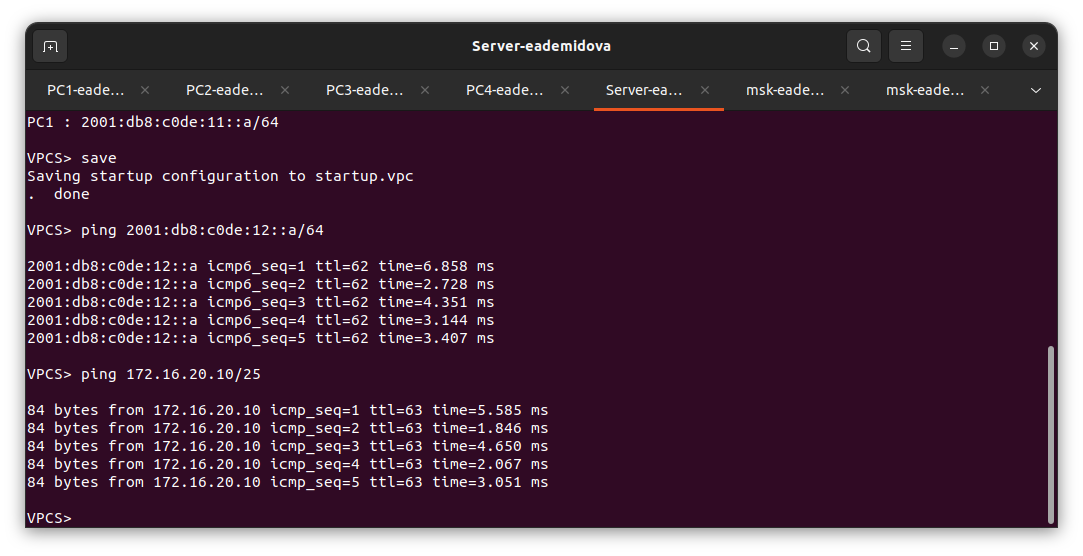 Server-eademidova
PC1-eade...
PC2-eade...
PC3-eade...
PC4-eade...
Server-ea...
msk-eade...
msk-eade...
PC1 : 2001:db8:c0de:11::a/64
VPCS> save
Saving startup configuration to startup.vpc
.  done
VPCS> ping 2001:db8:c0de:12::a/64
2001:db8:c0de:12::a icmp6_seq=1 ttl=62 time=6.858 ms
2001:db8:c0de:12::a icmp6_seq=2 ttl=62 time=2.728 ms
2001:db8:c0de:12::a icmp6_seq=3 ttl=62 time=4.351 ms
2001:db8:c0de:12::a icmp6_seq=4 ttl=62 time=3.144 ms
2001:db8:c0de:12::a icmp6_seq=5 ttl=62 time=3.407 ms
VPCS> ping 172.16.20.10/25
84 bytes from 172.16.20.10 icmp_seq=1 ttl=63 time=5.585 ms
84 bytes from 172.16.20.10 icmp_seq=2 ttl=63 time=1.846 ms
84 bytes from 172.16.20.10 icmp_seq=3 ttl=63 time=4.650 ms
84 bytes from 172.16.20.10 icmp_seq=4 ttl=63 time=2.067 ms
84 bytes from 172.16.20.10 icmp_seq=5 ttl=63 time=3.051 ms
VPCS>